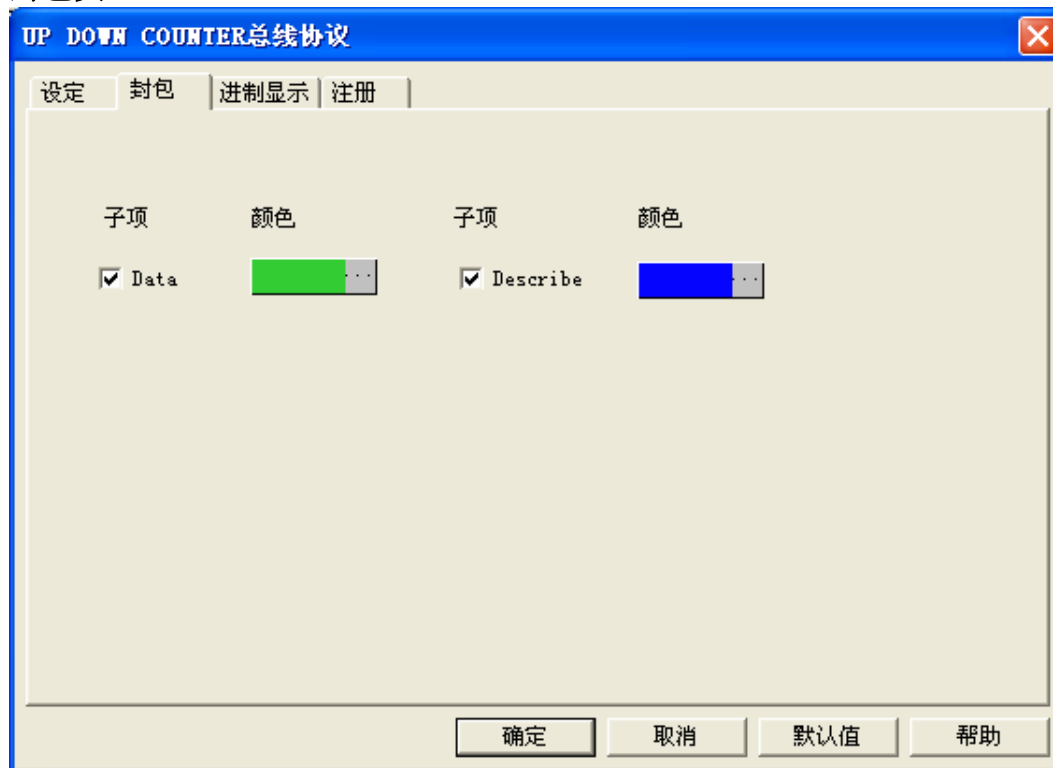 UP DOWN COUNTER总线协议
设定 封包 进制显示 注册
子项 颜色 子项 颜色
Data ... Describe ...
确定 取消 默认值 帮助